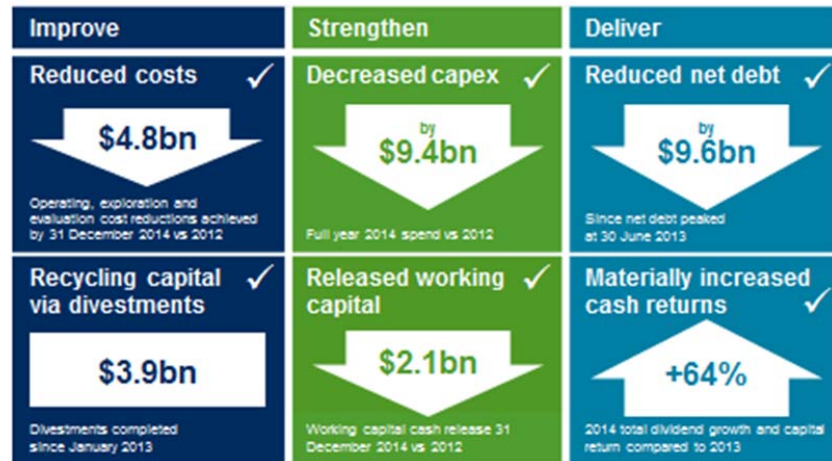 Improve
Reduced costs
$4.8bn
Operating, exploration and
evaluation cost reductions achieved
by 31 December 2014 vs 2012
Recycling capital
via divestments
$3.9bn
Divestments completed
since January 2013
Strengthen
Decreased capex
by
$9.4bn
Full year 2014 spend vs 2012
Released working
capital
$2.1bn
Working capital cash release 31
December 2014 vs 2012
Deliver
Reduced net debt
by
$9.6bn
Since net debt peaked
at 30 June 2013
Materially increased
cash returns
+64%
2014 total dividend growth and capital
return compared to 2013